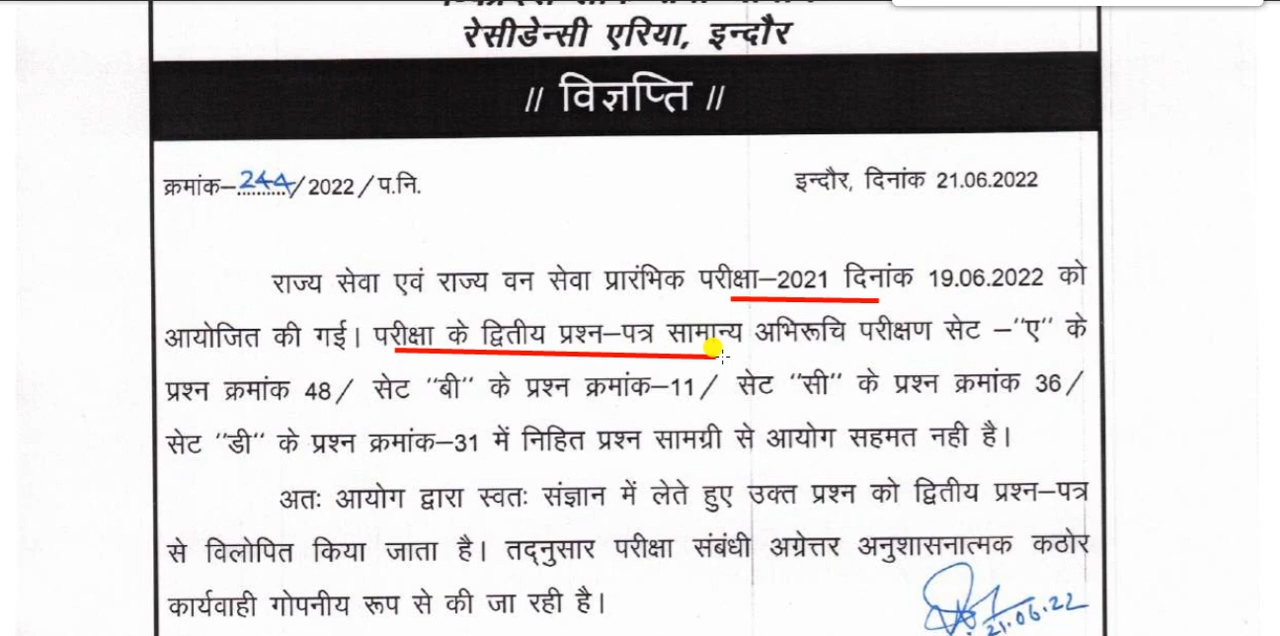 रेसीडेन्सी एरिया, इन्दौर
// विज्ञप्ति //
क्रमांक–244/2022/प.नि. इन्दौर, दिनांक 21.06.2022
राज्य सेवा एवं राज्य वन सेवा प्रारंभिक परीक्षा–2021 दिनांक 19.06.2022 को
आयोजित की गई। परीक्षा के द्वितीय प्रश्न–पत्र सामान्य अभिरूचि परीक्षण सेट –"ए" के
प्रश्न क्रमांक 48/ सेट "बी" के प्रश्न क्रमांक–11/ सेट "सी" के प्रश्न क्रमांक 36/
सेट "डी" के प्रश्न क्रमांक–31 में निहित प्रश्न सामग्री से आयोग सहमत नही है।
अतः आयोग द्वारा स्वतः संज्ञान में लेते हुए उक्त प्रश्न को द्वितीय प्रश्न–पत्र
से विलोपित किया जाता है। तद्नुसार परीक्षा संबंधी अग्रेत्तर अनुशासनात्मक कठोर
कार्यवाही गोपनीय रूप से की जा रही है।
21.06.22